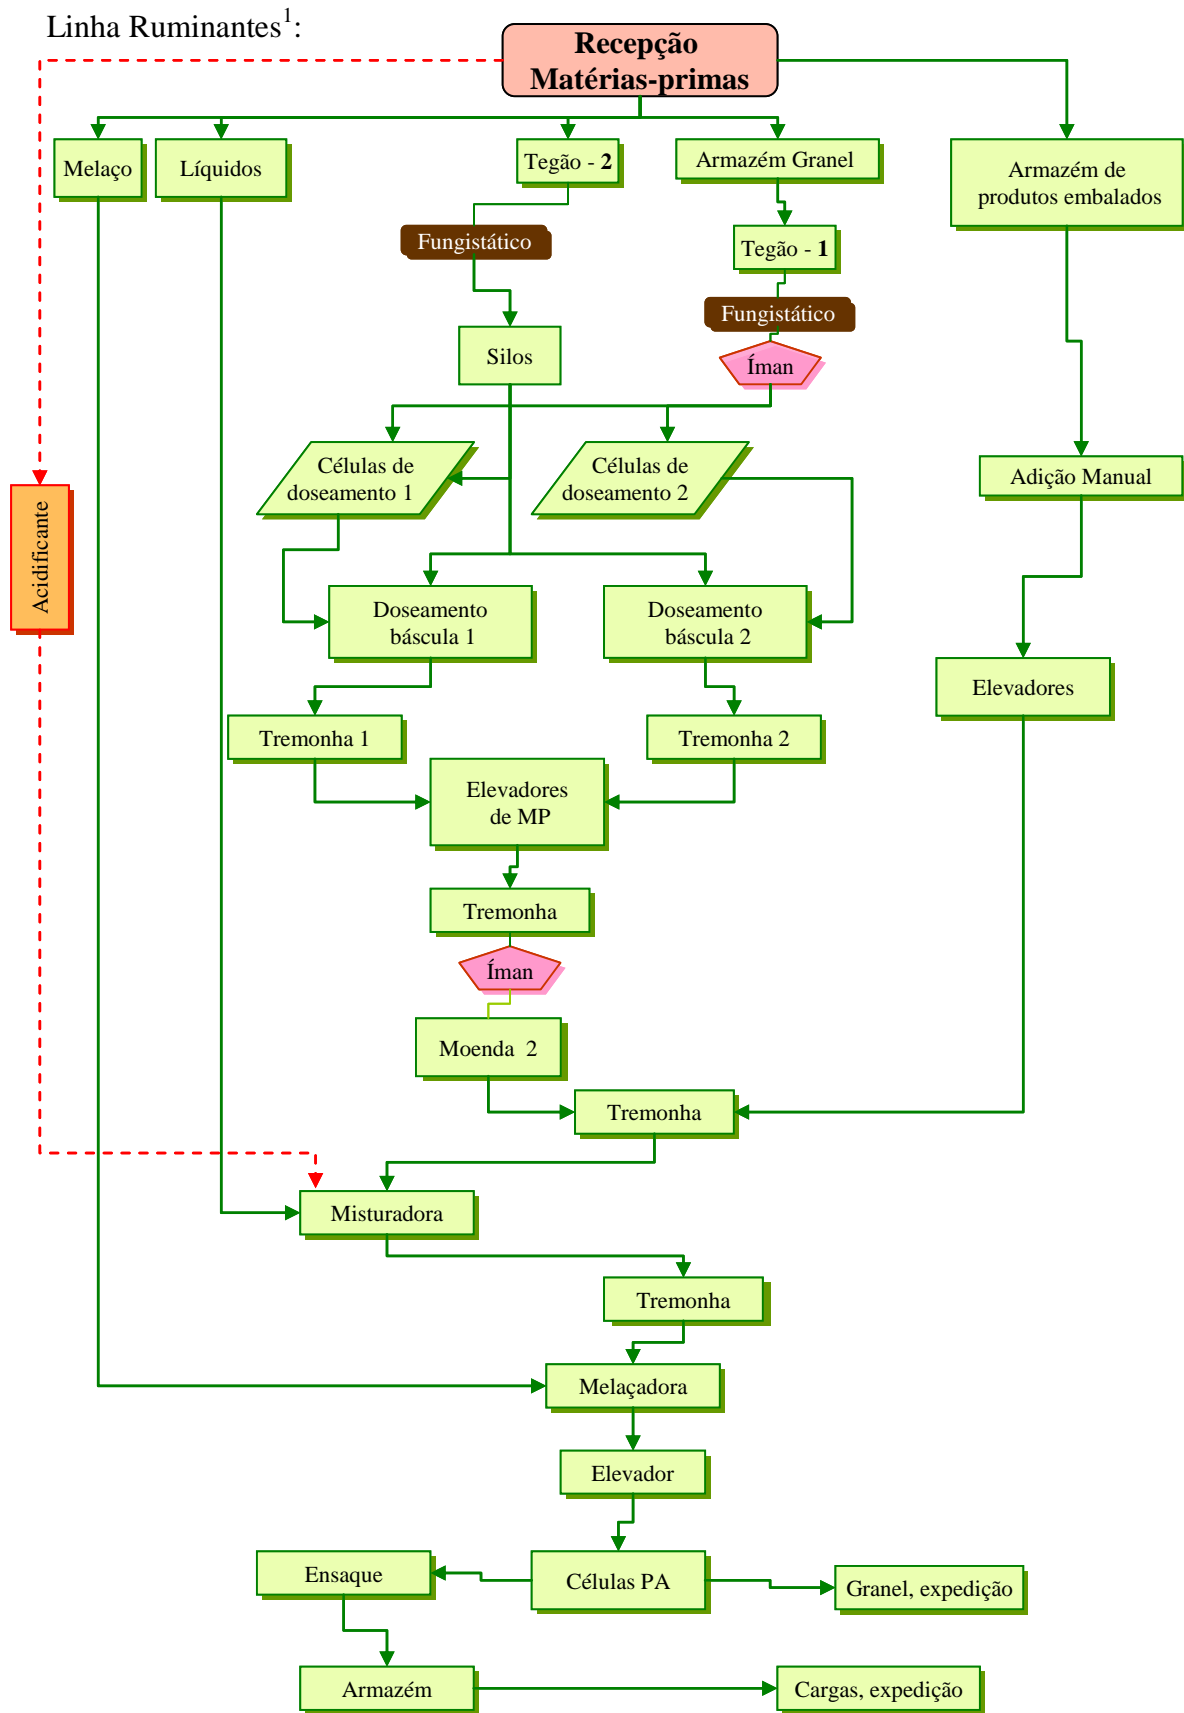 Linha Ruminantes¹:
Recepção
Matérias-primas
Melaço
Líquidos
Tegão - 2
Armazém Granel
Armazém de
produtos embalados
Fungistático
Tegão - 1
Fungistático
Silos
Íman
Células de
doseamento 1
Células de
doseamento 2
Adição Manual
Acidificante
Doseamento
báscula 1
Doseamento
báscula 2
Elevadores
Tremonha 1
Tremonha 2
Elevadores
de MP
Tremonha
Íman
Moenda 2
Tremonha
Misturadora
Tremonha
Melaçadora
Elevador
Ensaque
Células PA
Granel, expedição
Armazém
Cargas, expedição